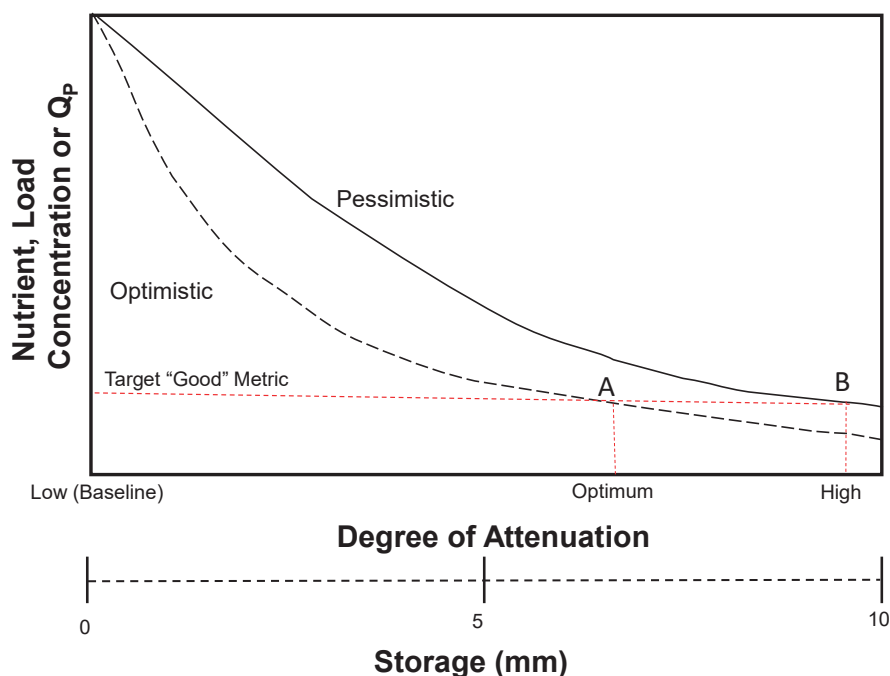 Nutrient, Load
Concentration or QP
Pessimistic
Optimistic
Target “Good” Metric
A
B
Low (Baseline)
Optimum
High
Degree of Attenuation
0
5
10
Storage (mm)